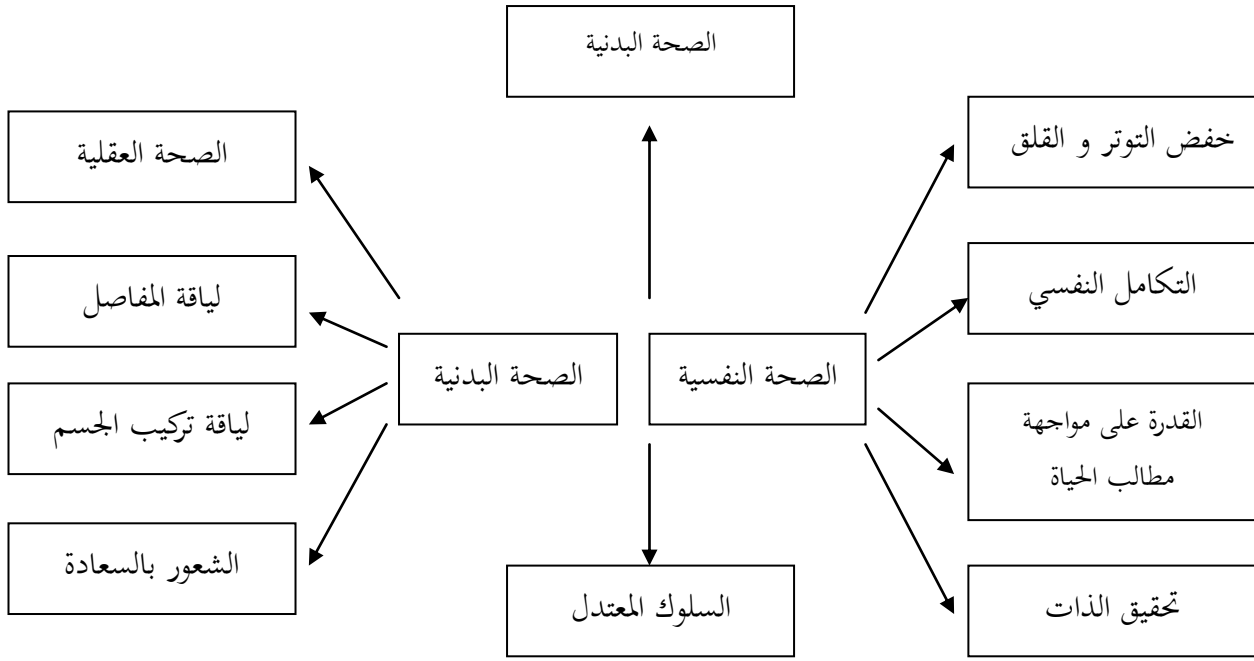 الصحة البدنية
خفض التوتر و القلق
الصحة العقلية
التكامل النفسي
لياقة المفاصل
الصحة النفسية
الصحة البدنية
القدرة على مواجهة
مطالب الحياة
لياقة تركيب الجسم
الشعور بالسعادة
تحقيق الذات
السلوك المعتدل